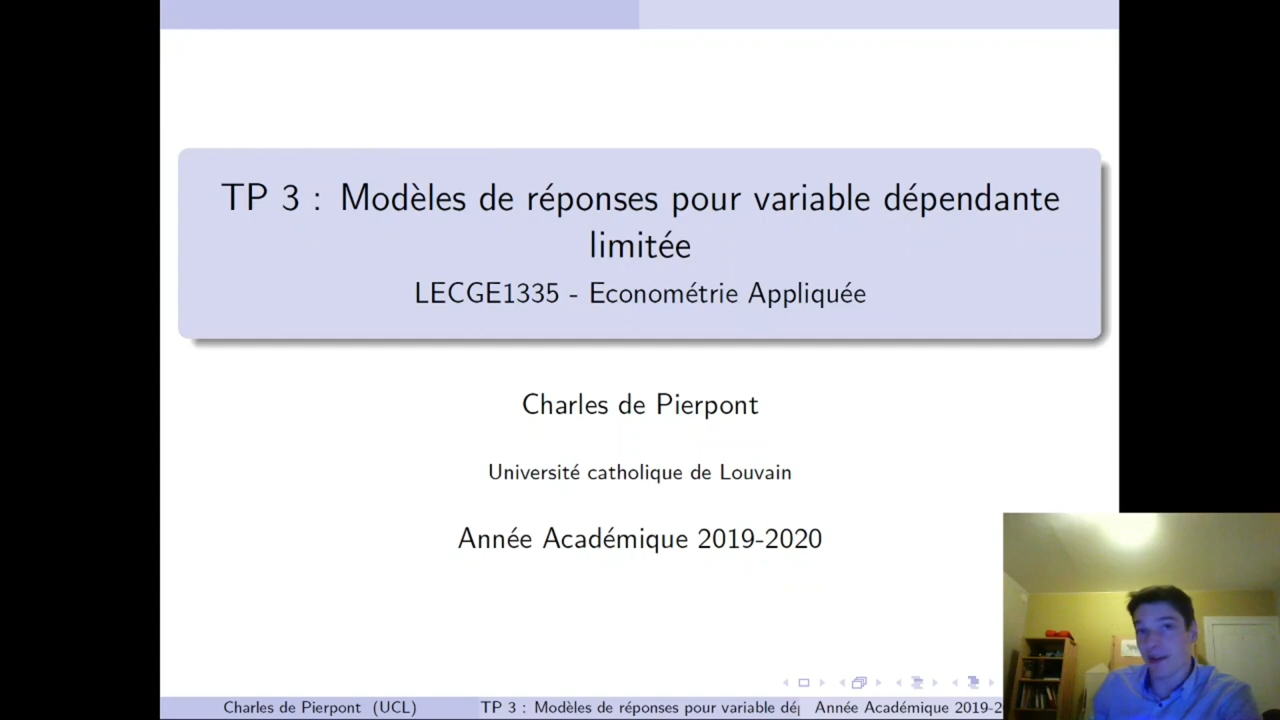 TP 3 : Modèles de réponses pour variable dépendante
limitée
LECGE1335 - Econométrie Appliquée
Charles de Pierpont
Université catholique de Louvain
Année Académique 2019-2020
Charles de Pierpont (UCL) TP 3 : Modèles de réponses pour variable dé Année Académique 2019-2